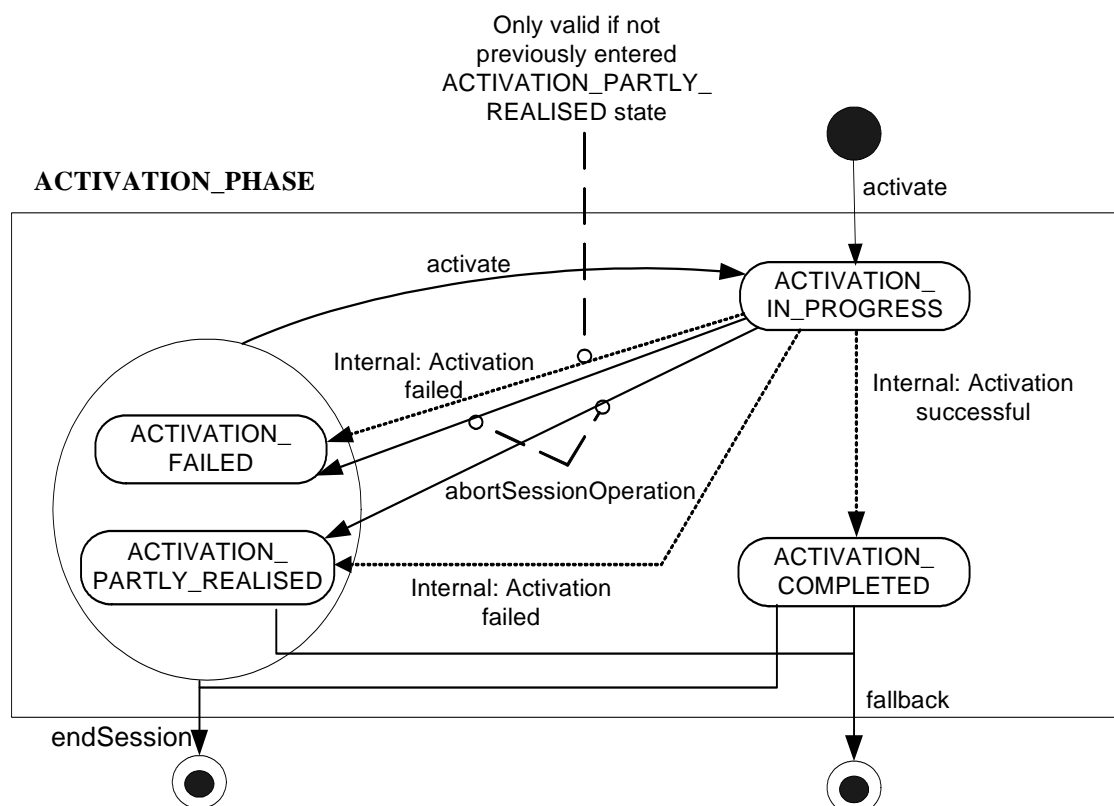 Only valid if not
previously entered
ACTIVATION_PARTLY_
REALISED state
ACTIVATION_PHASE
activate
activate
ACTIVATION_
IN_PROGRESS
Internal: Activation
failed
Internal: Activation
successful
ACTIVATION_
FAILED
abortSessionOperation
ACTIVATION_
PARTLY_REALISED
Internal: Activation
failed
ACTIVATION_
COMPLETED
fallback
endSession